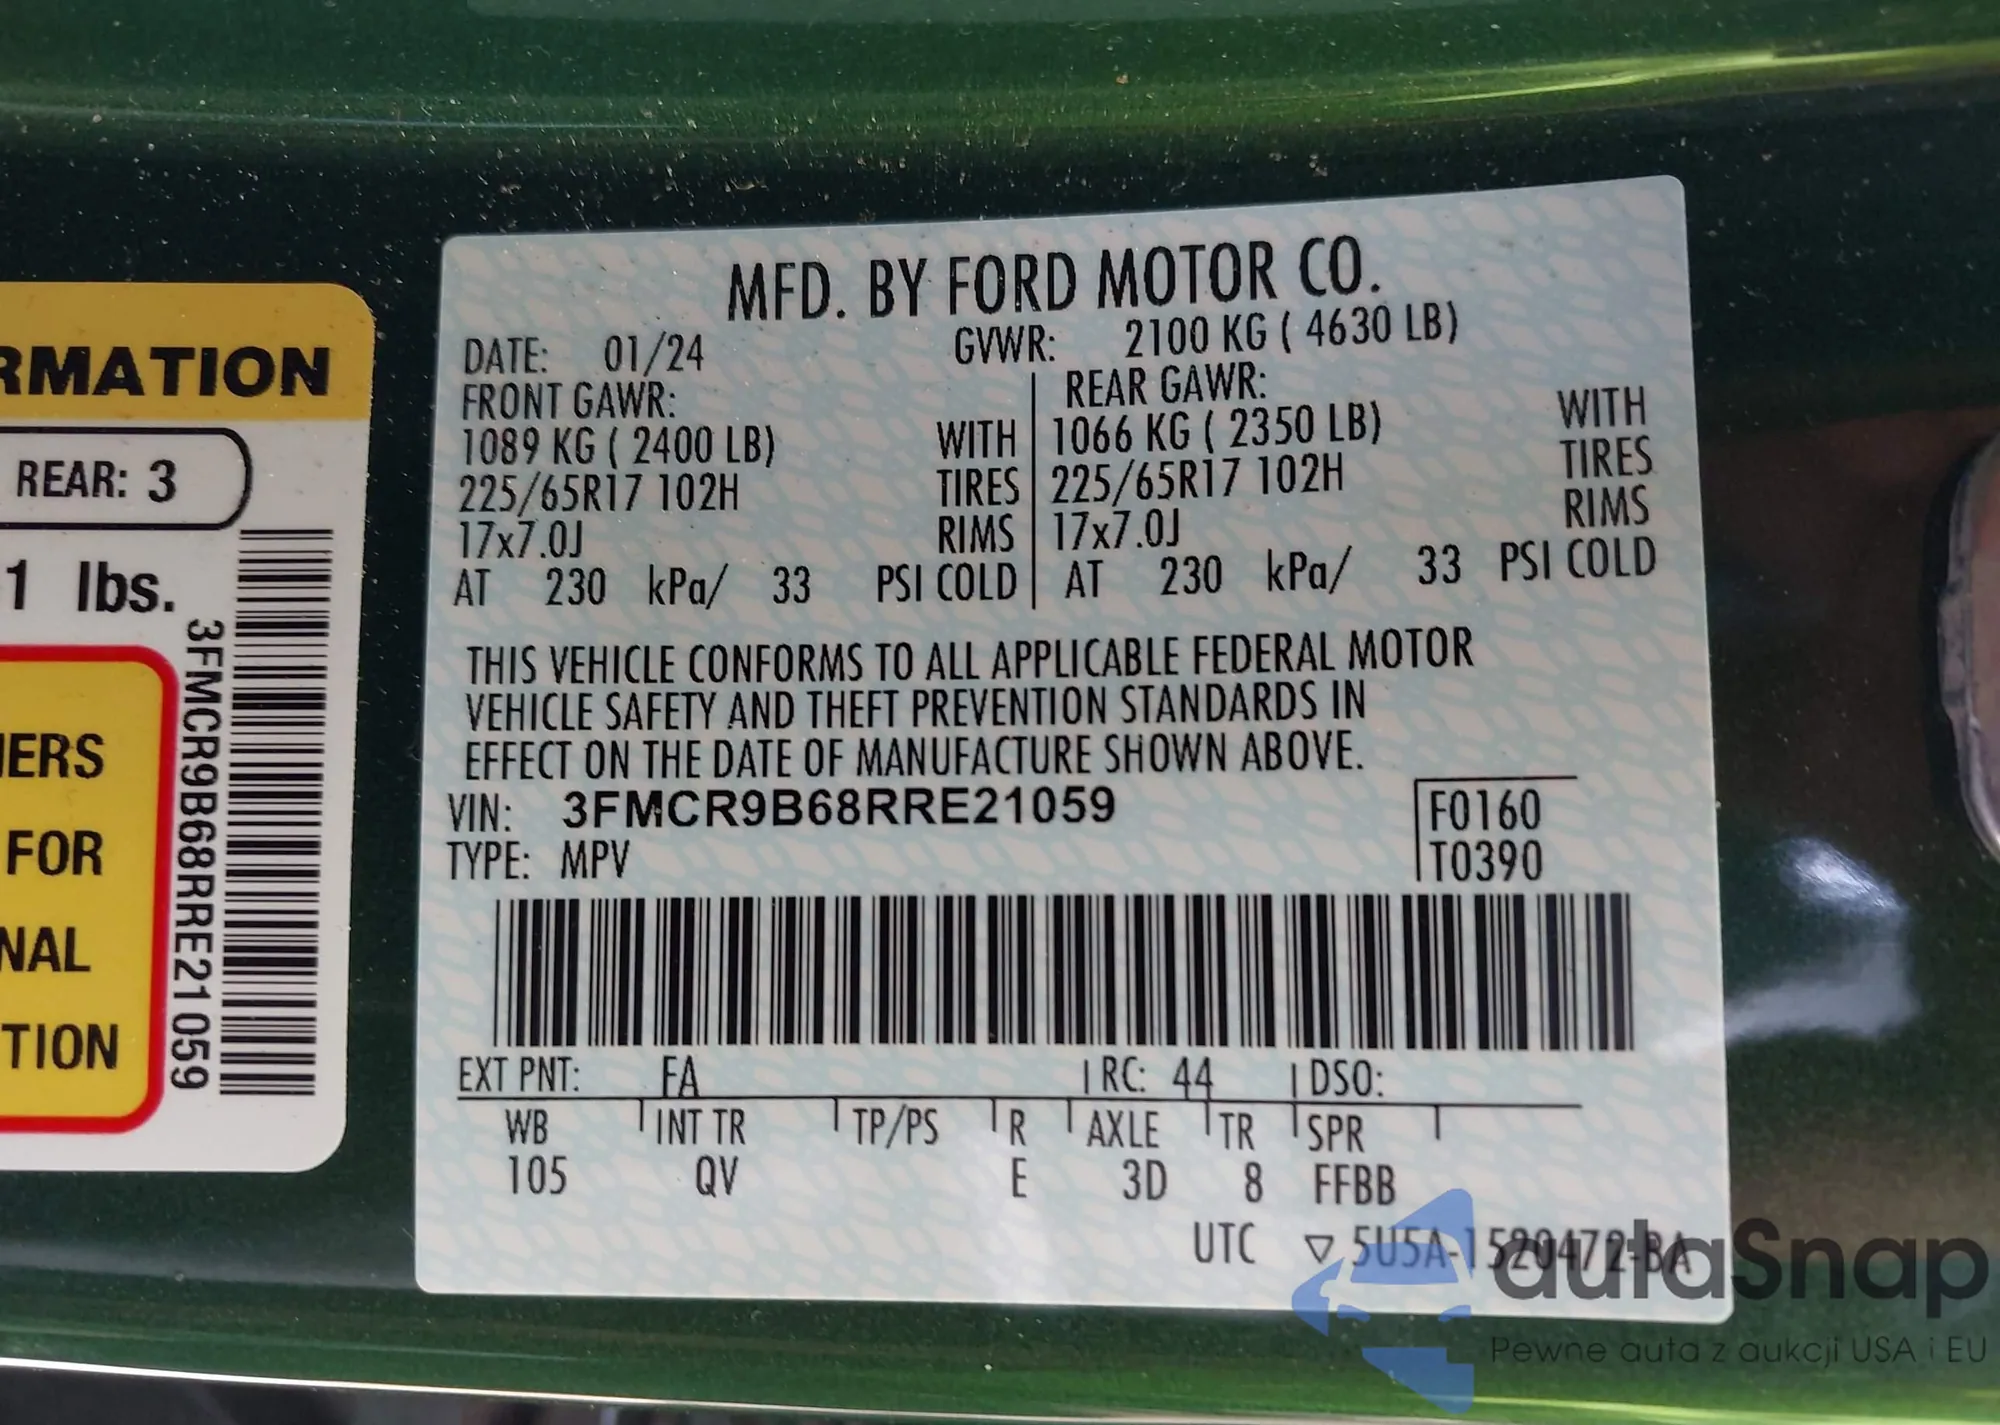 RMATION
REAR: 3
1 lbs.
3FMCR9B68RRE21059
ERS
FOR
NAL
TION
MFD. BY FORD MOTOR CO.
DATE: 01/24 GVWR: 2100 KG ( 4630 LB)
FRONT GAWR: REAR GAWR:
1089 KG ( 2400 LB) WITH 1066 KG ( 2350 LB) WITH
225/65R17 102H TIRES 225/65R17 102H TIRES
17x7.0J RIMS 17x7.0J RIMS
AT 230 kPa/ 33 PSI COLD AT 230 kPa/ 33 PSI COLD
THIS VEHICLE CONFORMS TO ALL APPLICABLE FEDERAL MOTOR
VEHICLE SAFETY AND THEFT PREVENTION STANDARDS IN
EFFECT ON THE DATE OF MANUFACTURE SHOWN ABOVE.
VIN: 3FMCR9B68RRE21059 F0160
TYPE: MPV T0390
EXT PNT: FA RC: 44 DSO:
WB INT TR TP/PS R AXLE TR SPR
105 QV E 3D 8 FFBB
UTC ▽ 5U5A-1520472-BA
autaSnap
Pewne auta z aukcji USA i EU